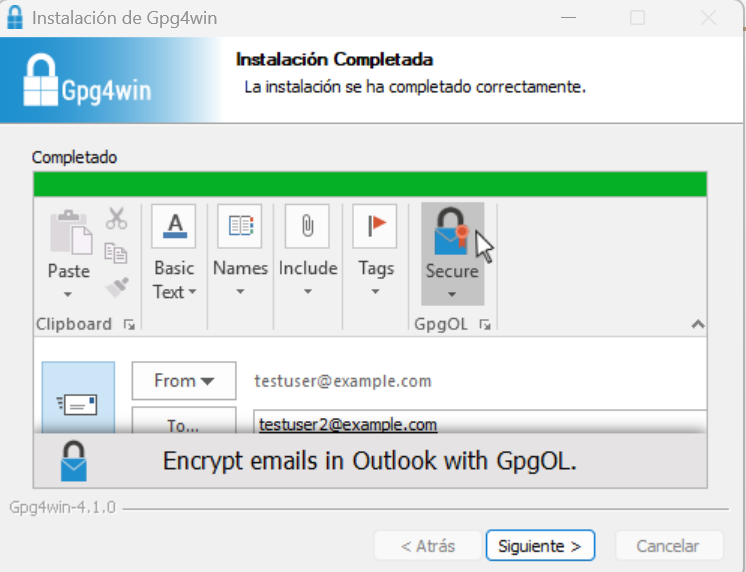 Instalación de Gpg4win
Gpg4win
Instalación Completada
La instalación se ha completado correctamente.
Completado
Paste
Basic
Text
Names
Include
Tags
Secure
Clipboard
GpgOL
From
testuser@example.com
To...
testuser2@example.com
Encrypt emails in Outlook with GpgOL.
Gpg4win-4.1.0
< Atrás
Siguiente >
Cancelar